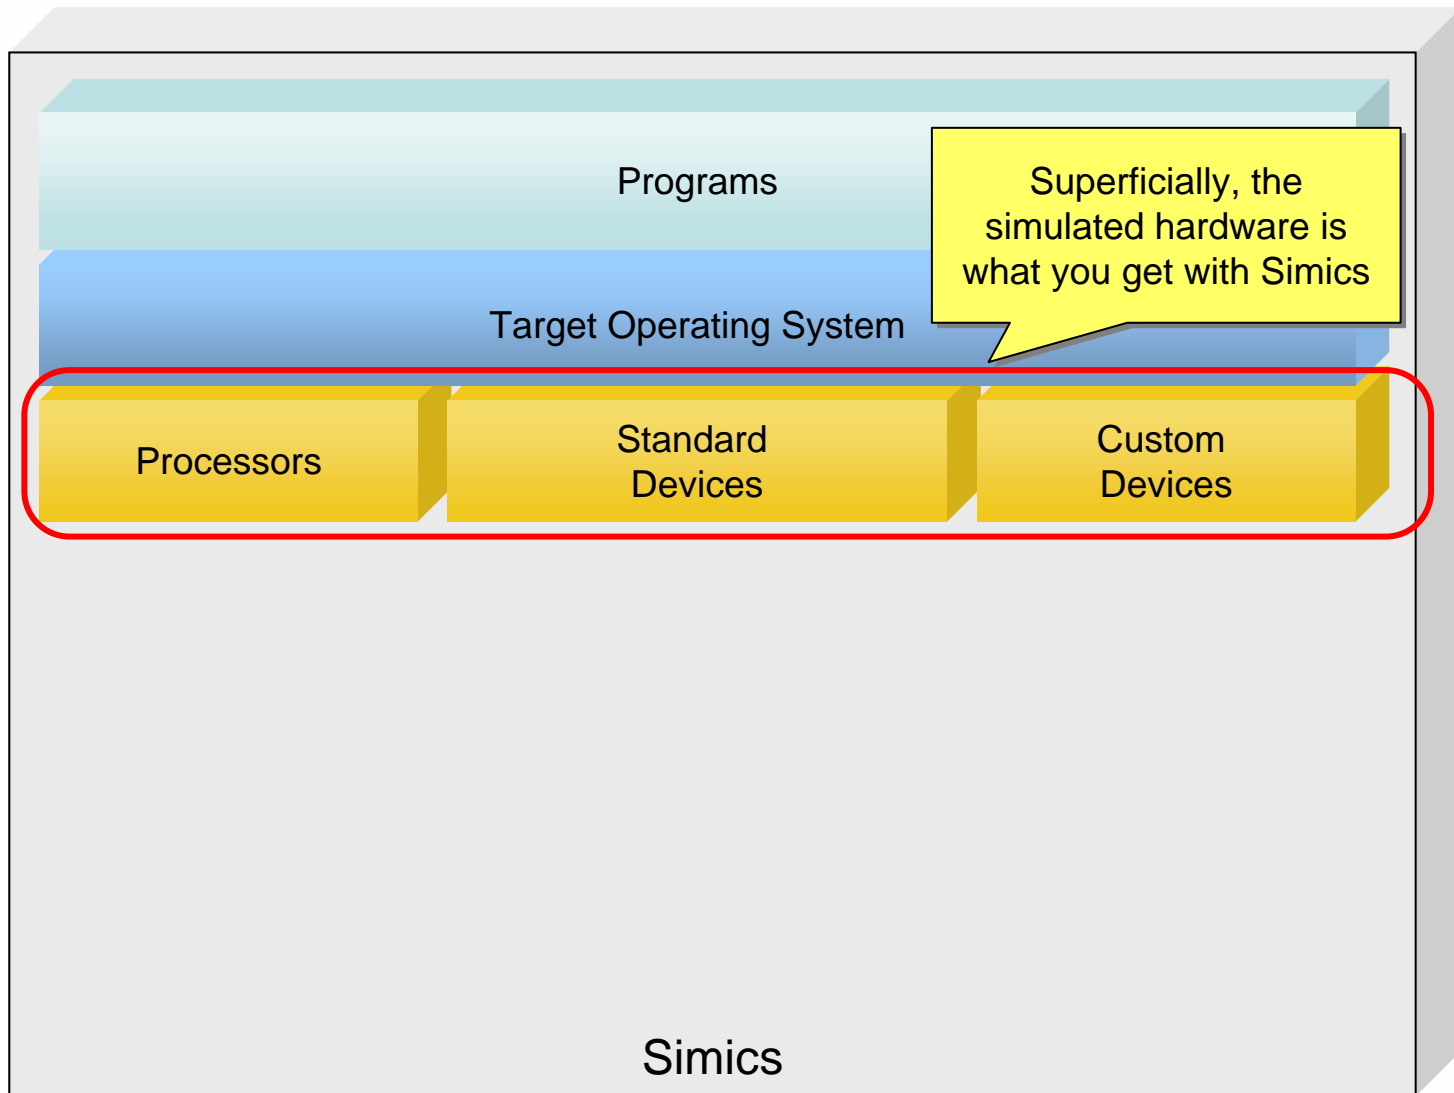 Programs
Superficially, the
simulated hardware is
what you get with Simics
Target Operating System
Processors
Standard
Devices
Custom
Devices
Simics